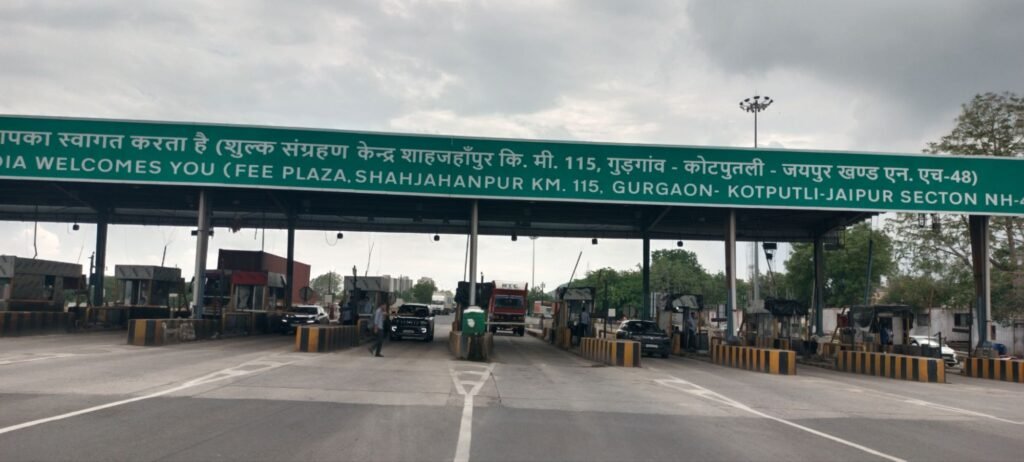 पका स्वागत करता है (शुल्क संग्रहण केन्द्र शाहजहाँपुर कि. मी. 115, गुड़गांव - कोटपुतली - जयपुर खण्ड एन. एच-48)
DIA WELCOMES YOU (FEE PLAZA, SHAHJAHANPUR KM. 115, GURGAON- KOTPUTLI-JAIPUR SECTON NH-4